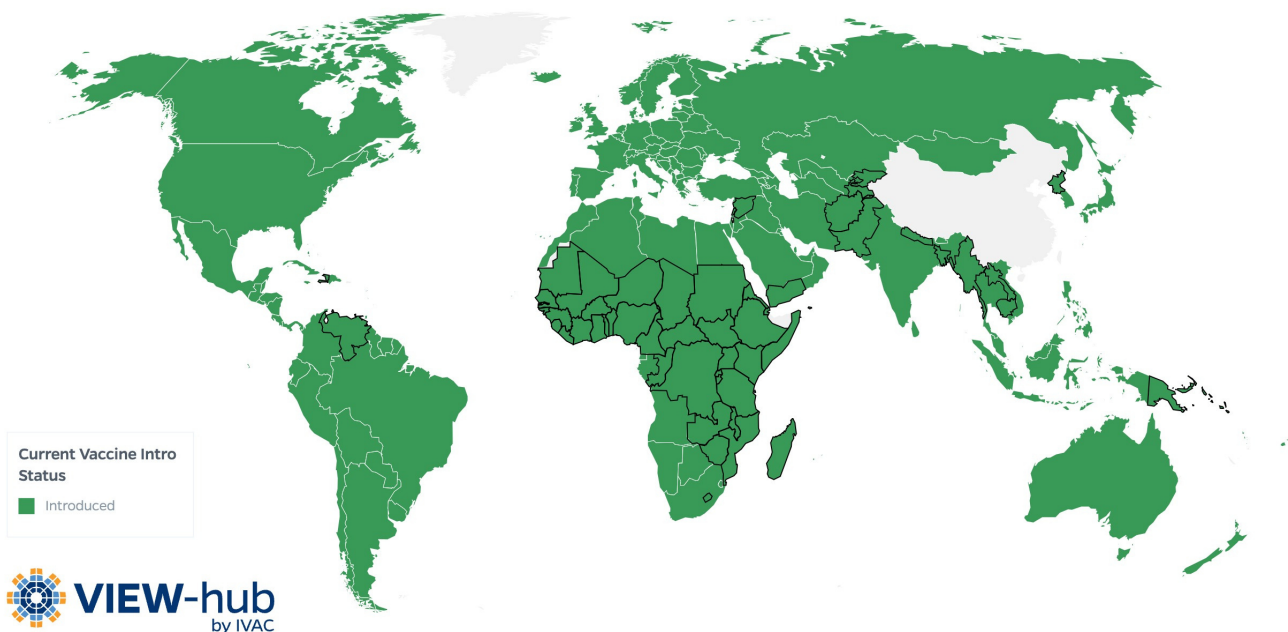 Current Vaccine Intro
Status
Introduced
VIEW-hub
by IVAC